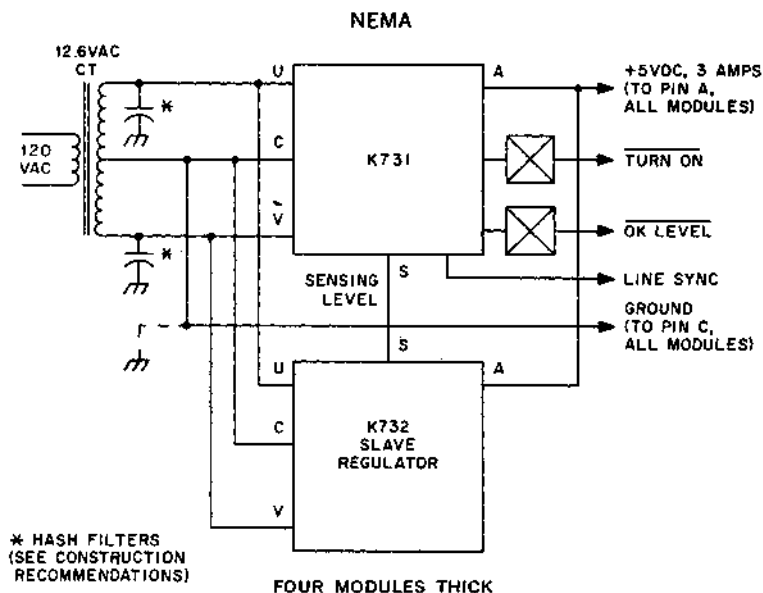 NEMA
12.6VAC
CT
120
VAC
U
C
V
*
*
K731
A
+5VDC, 3 AMPS
(TO PIN A,
ALL MODULES)
TURN ON
OK LEVEL
LINE SYNC
S
SENSING
LEVEL
S
GROUND
(TO PIN C,
ALL MODULES)
U
C
V
K732
SLAVE
REGULATOR
A
* HASH FILTERS
(SEE CONSTRUCTION
RECOMMENDATIONS)
FOUR MODULES THICK